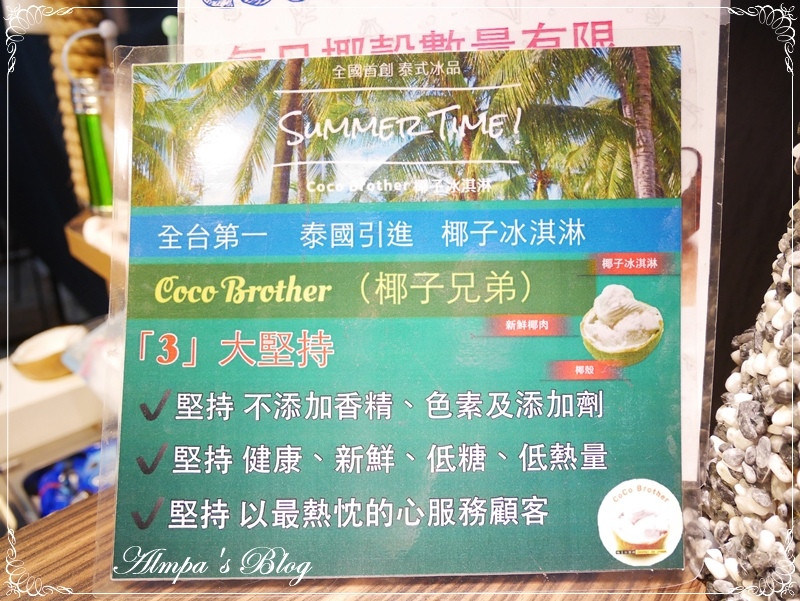 每日椰殼數量有限
全國首創 泰式冰品
SUMMER TIME!
Coco Brother 椰子冰淇淋
全台第一 泰國引進 椰子冰淇淋
椰子冰淇淋
Coco Brother （椰子兄弟）
新鮮椰肉
椰殼
「3」大堅持
✓堅持 不添加香精、色素及添加劑
✓堅持 健康、新鮮、低糖、低熱量
✓堅持 以最熱忱的心服務顧客
CoCo Brother
Almpa's Blog